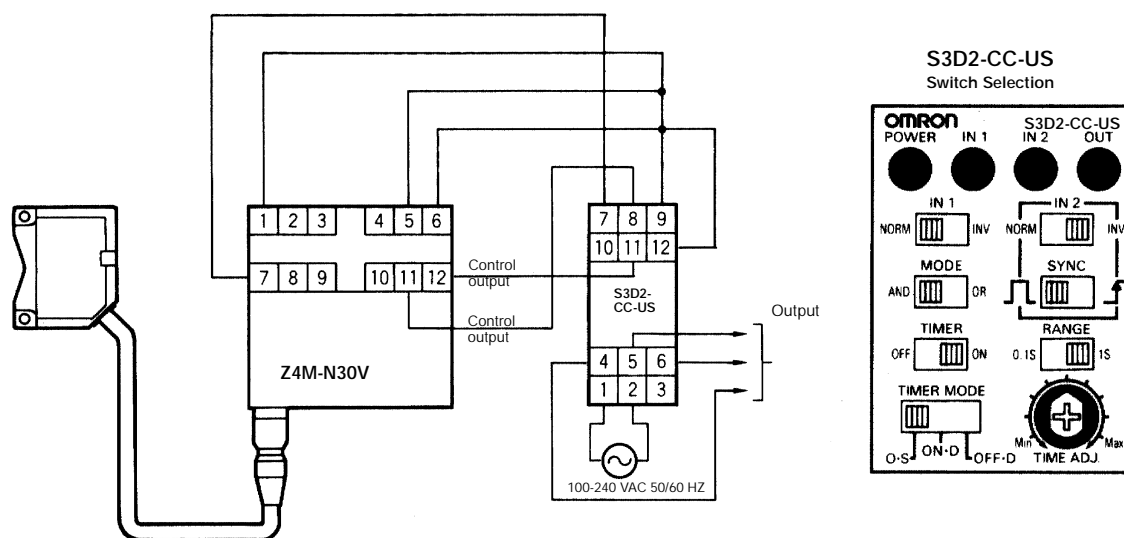 S3D2-CC-US
Switch Selection
OMRON S3D2-CC-US
POWER IN 1 IN 2 OUT
IN 1 IN 2
NORM INV NORM INV
MODE SYNC
AND OR
TIMER RANGE
OFF ON 0.1S 1S
TIMER MODE
Min Max
O·S ON·D OFF·D TIME ADJ.
1 2 3 4 5 6
7 8 9 10 11 12
Z4M-N30V
Control
output
Control
output
7 8 9
10 11 12
S3D2-
CC-US
4 5 6
1 2 3
Output
100-240 VAC 50/60 HZ